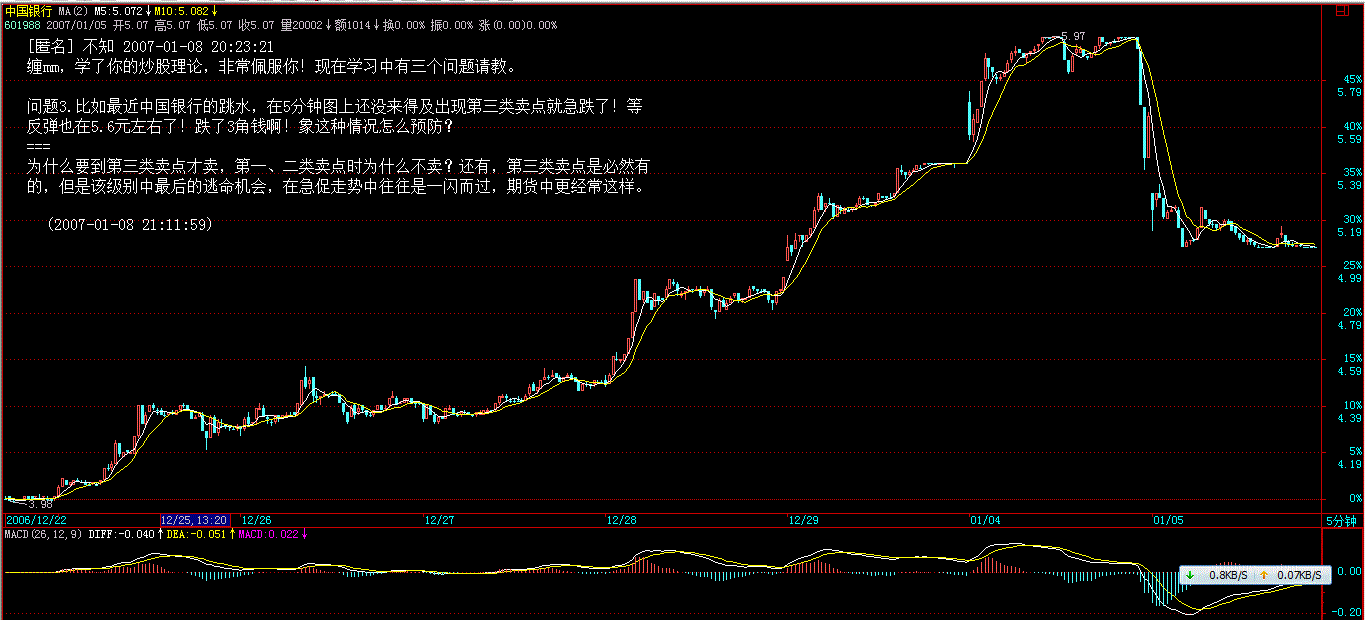 中国银行 MA(2) M5:5.072↓M10:5.082↓
601988 2007/01/05 开5.07 高5.07 低5.07 收5.07 量20002↓额1014↓换0.00% 振0.00% 涨(0.00)0.00%
[匿名] 不知 2007-01-08 20:23:21
缠mm，学了你的炒股理论，非常佩服你！现在学习中有三个问题请教。
问题3.比如最近中国银行的跳水，在5分钟图上还没来得及出现第三类卖点就急跌了！等
反弹也在5.6元左右了！跌了3角钱啊！象这种情况怎么预防？
===
为什么要到第三类卖点才卖，第一、二类卖点时为什么不卖？还有，第三类卖点是必然有
的，但是该级别中最后的逃命机会，在急促走势中往往是一闪而过，期货中更经常这样。
(2007-01-08 21:11:59)
5.97
45%
5.79
40%
5.59
35%
5.39
30%
5.19
25%
4.99
20%
4.79
15%
4.59
10%
4.39
5%
4.19
0%
3.98
2006/12/22 12/25,13:20 12/26 12/27 12/28 12/29 01/04 01/05 5分钟
MACD(26,12,9) DIFF:-0.040↑DEA:-0.051↑MACD:0.022↓
0.8KB/S 0.07KB/S
0.00
-0.20